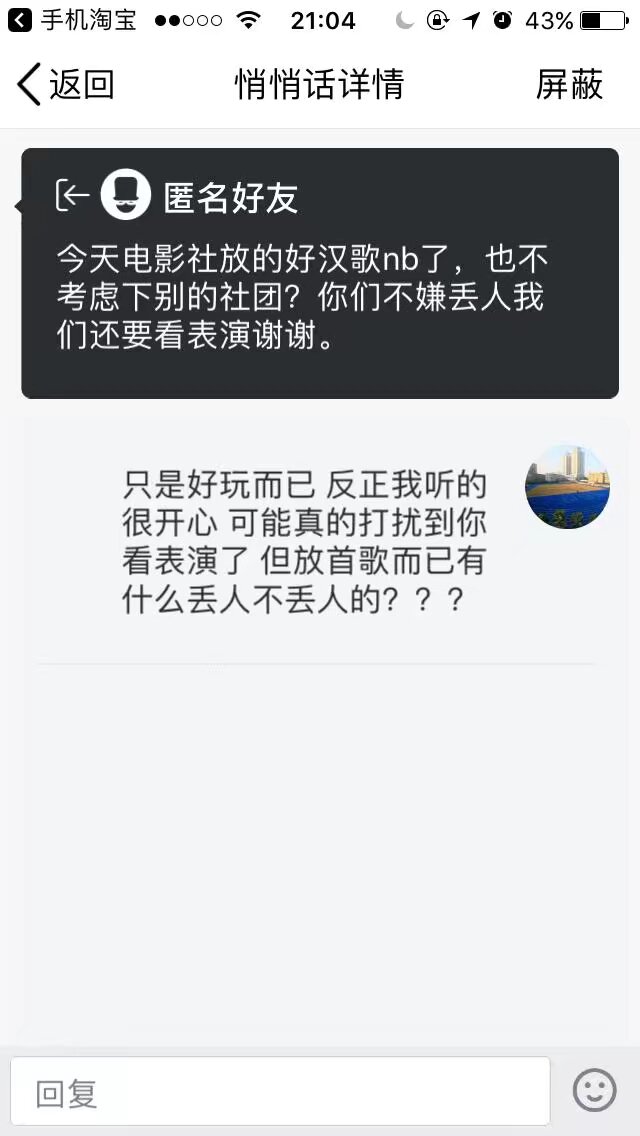 手机淘宝 21:04 43%
返回 悄悄话详情 屏蔽
匿名好友
今天电影社放的好汉歌nb了，也不
考虑下别的社团？你们不嫌丢人我
们还要看表演谢谢。
只是好玩而已 反正我听的
很开心 可能真的打扰到你
看表演了 但放首歌而已有
什么丢人不丢人的？？？
回复